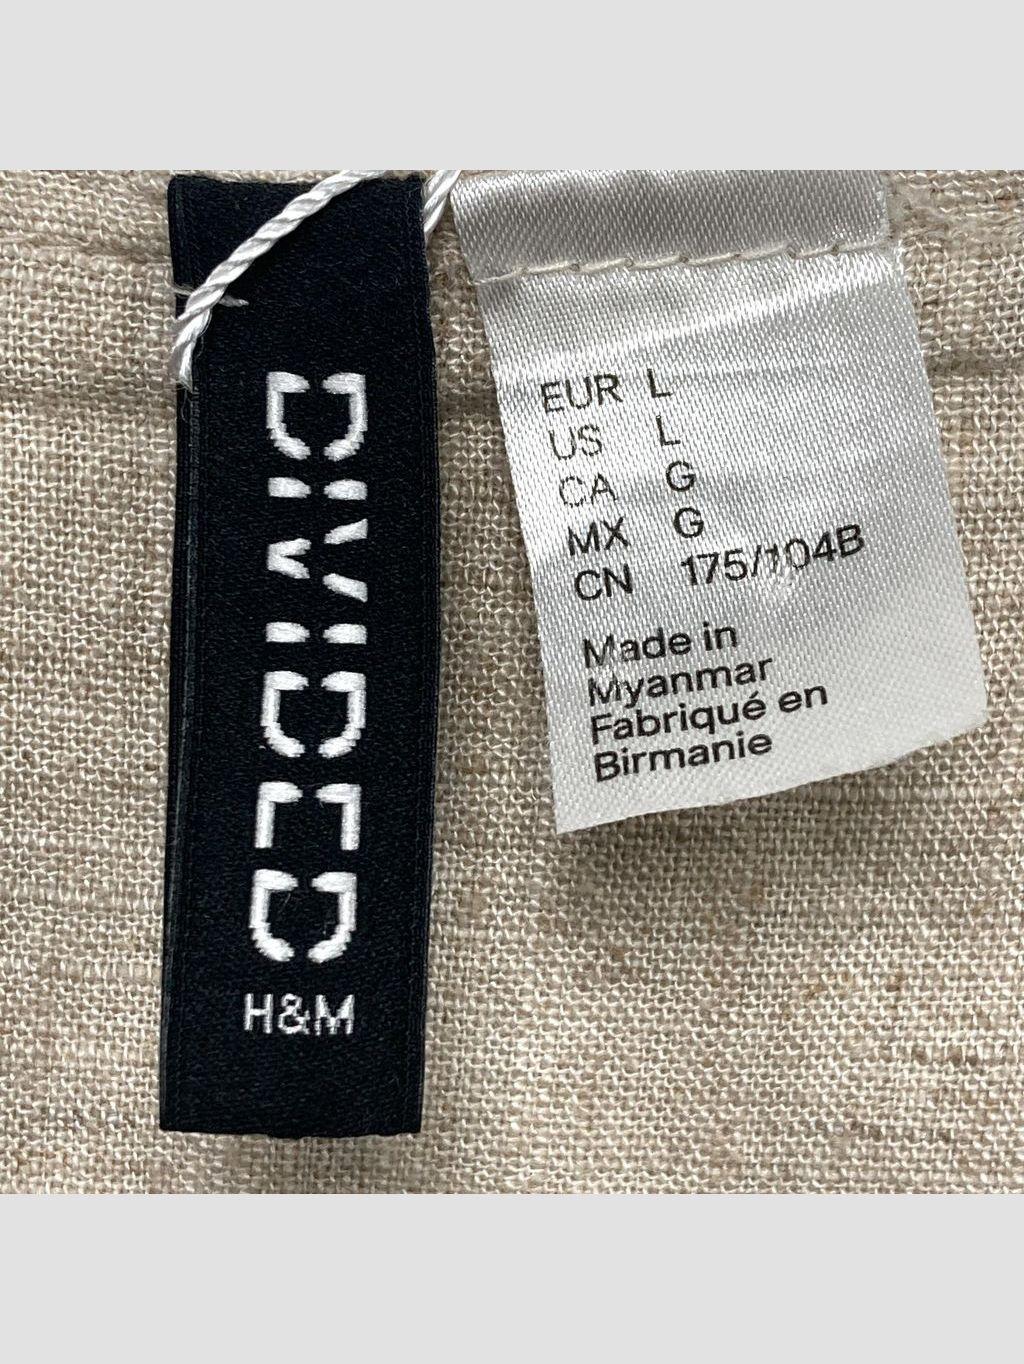 DIVIDED
H&M
EUR L
US L
CA G
MX G
CN 175/104B
Made in
Myanmar
Fabriqué en
Birmanie